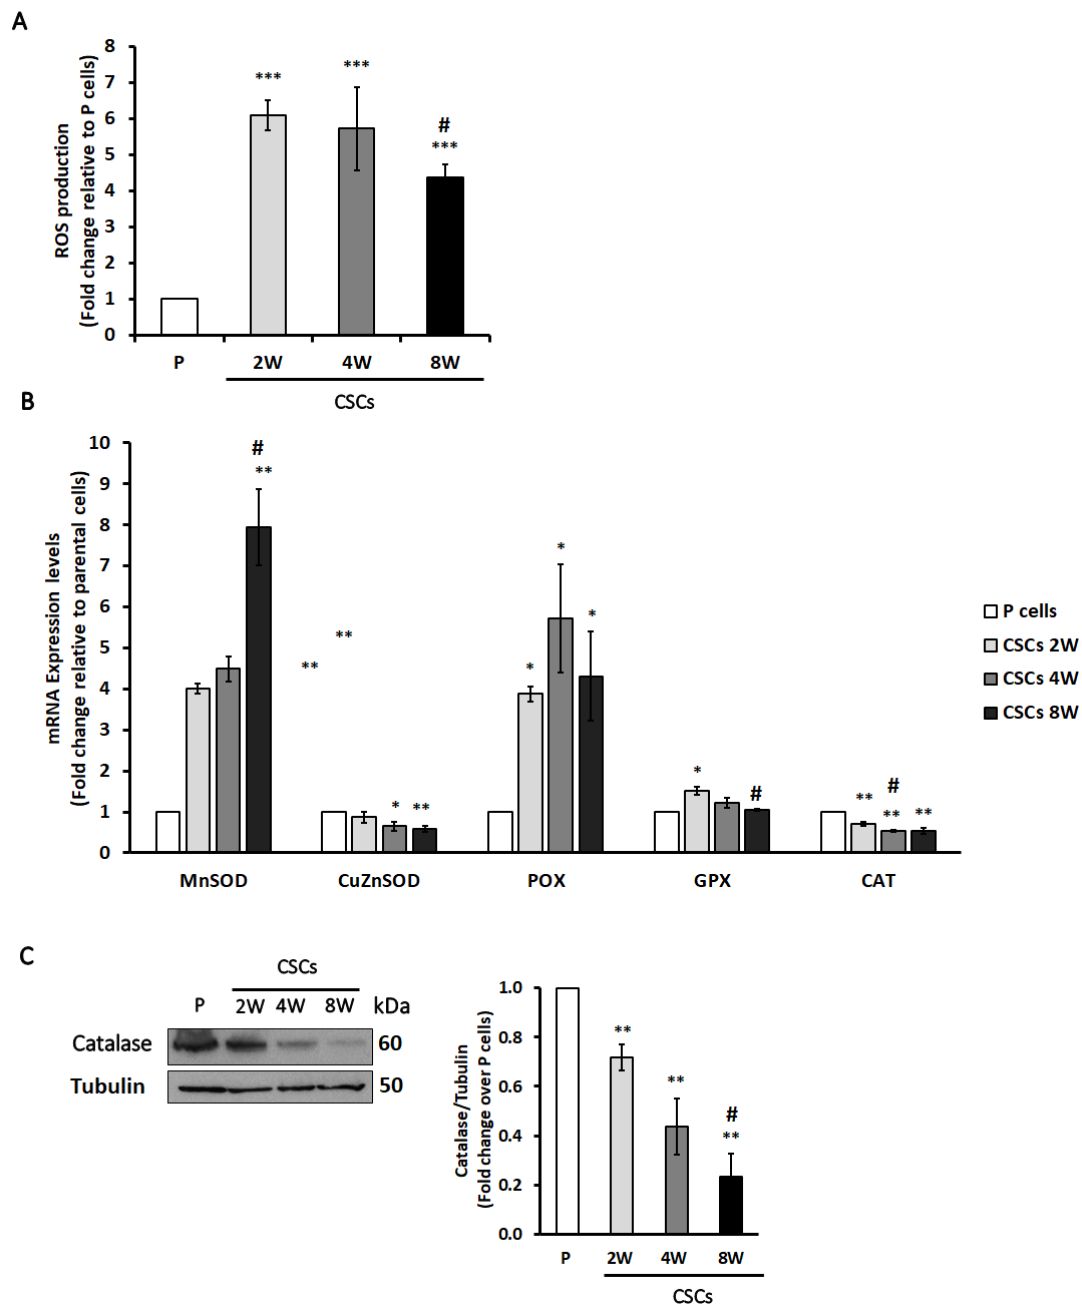 A
ROS production
(Fold change relative to P cells)
8
7
6
5
4
3
2
1
0
***
***
#
***
P 2W 4W 8W
CSCs
B
mRNA Expression levels
(Fold change relative to parental cells)
10
9
8
7
6
5
4
3
2
1
0
#
**
**
**
*
**
*
*
*
*
#
**
#
**
**
MnSOD CuZnSOD POX GPX CAT
P cells
CSCs 2W
CSCs 4W
CSCs 8W
C
CSCs
P 2W 4W 8W kDa
Catalase 60
Tubulin 50
Catalase/Tubulin
(Fold change over P cells)
1.0
0.8
0.6
0.4
0.2
0.0
**
**
#
**
P 2W 4W 8W
CSCs